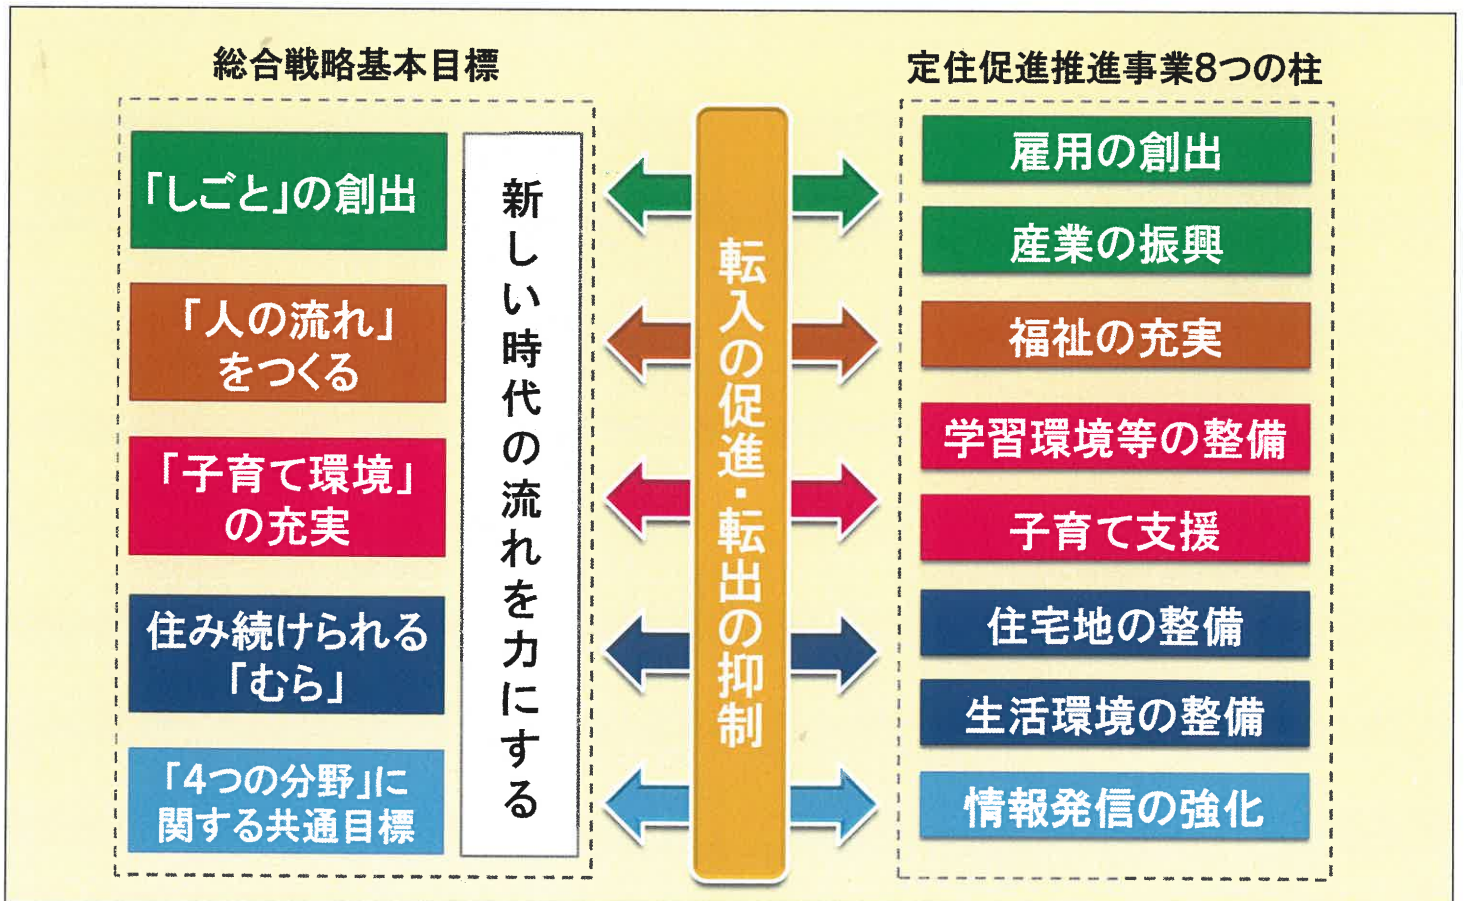 総合戦略基本目標
「しごと」の創出
「人の流れ」
をつくる
「子育て環境」
の充実
住み続けられる
「むら」
「4つの分野」に
関する共通目標
新しい時代の流れを力にする
転入の促進・転出の抑制
定住促進推進事業8つの柱
雇用の創出
産業の振興
福祉の充実
学習環境等の整備
子育て支援
住宅地の整備
生活環境の整備
情報発信の強化